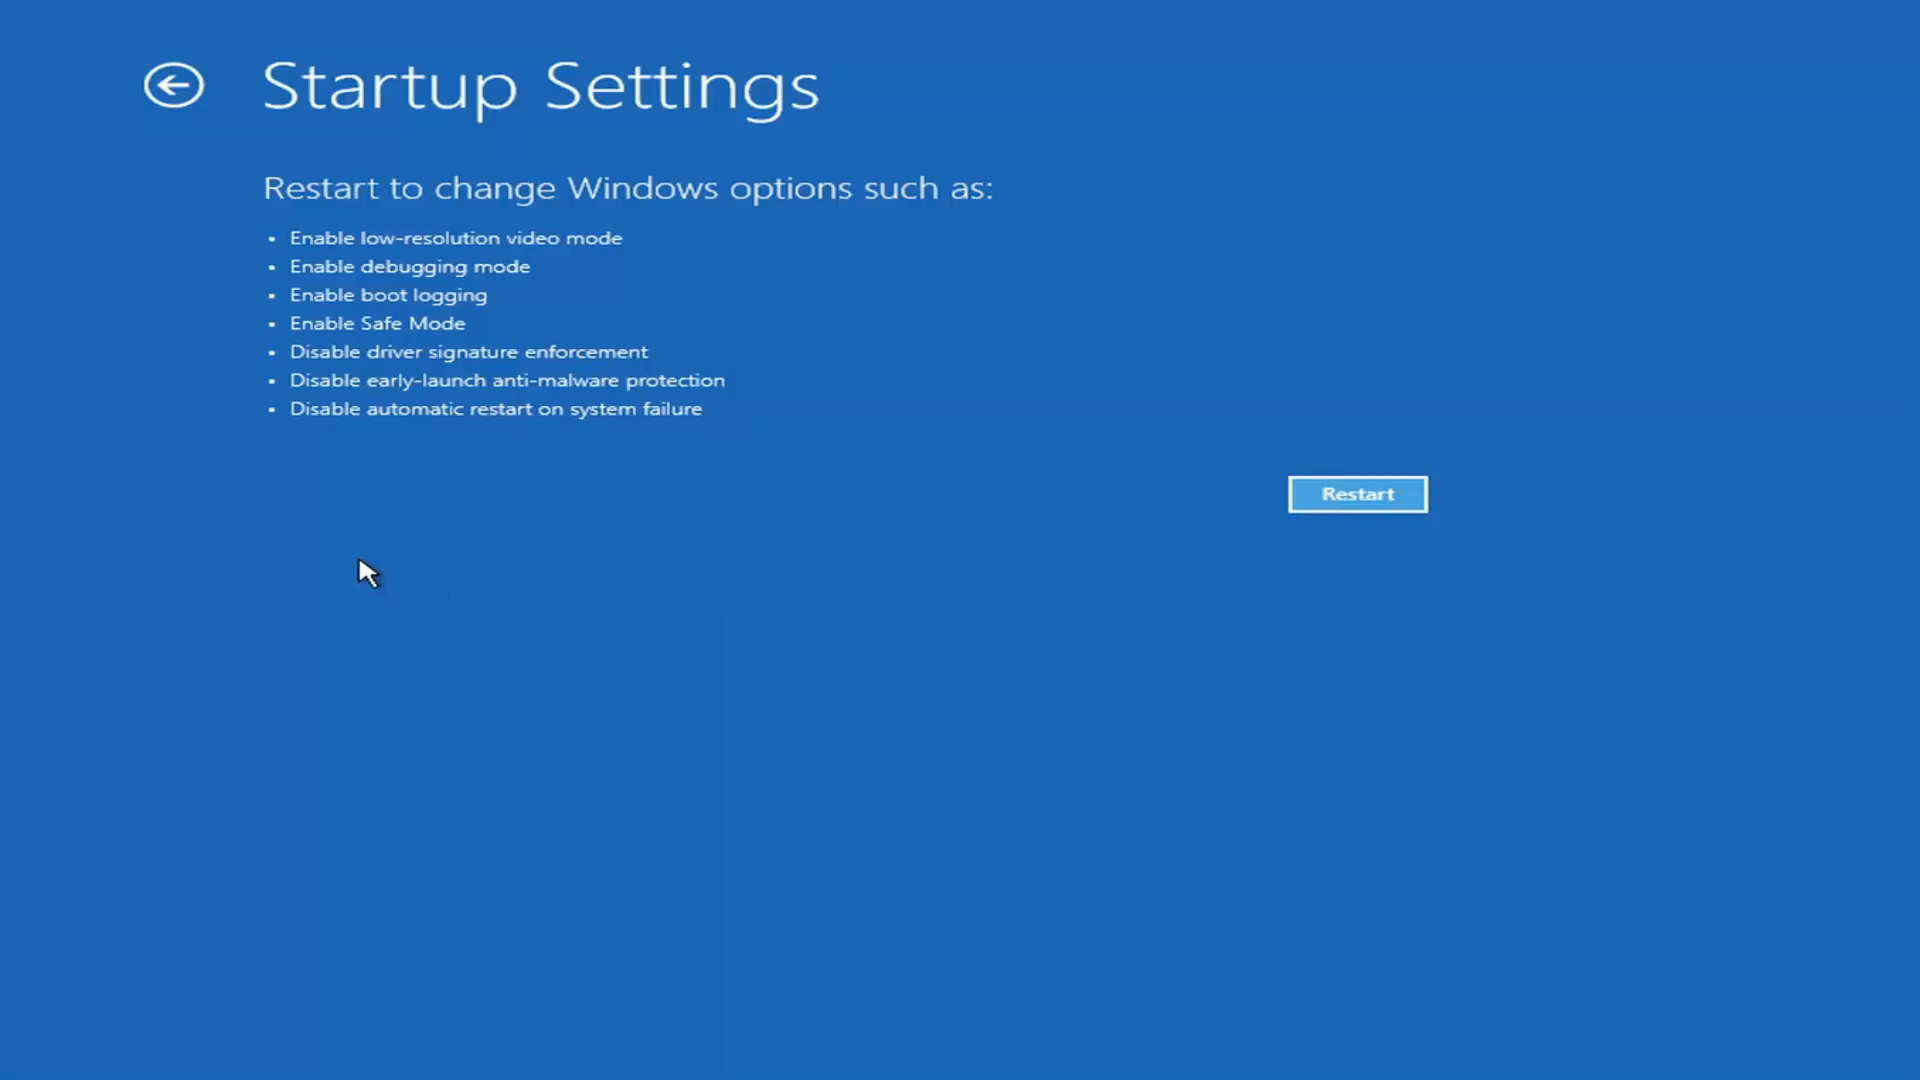 Startup Settings
Restart to change Windows options such as:
• Enable low-resolution video mode
• Enable debugging mode
• Enable boot logging
• Enable Safe Mode
• Disable driver signature enforcement
• Disable early-launch anti-malware protection
• Disable automatic restart on system failure
Restart